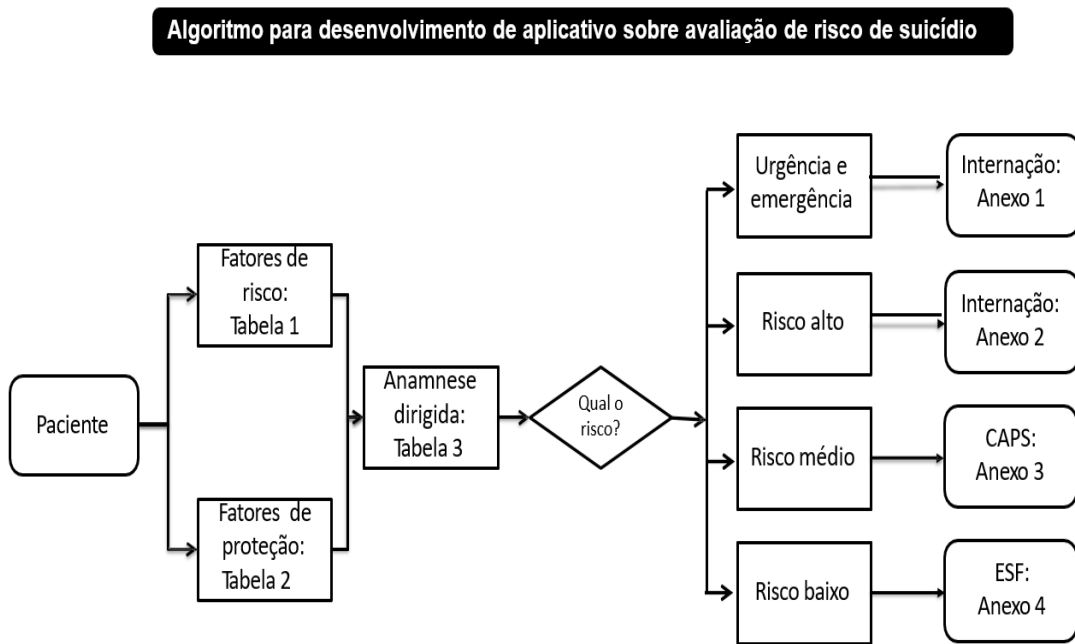 Algoritmo para desenvolvimento de aplicativo sobre avaliação de risco de suicídio
Paciente
Fatores de
risco:
Tabela 1
Fatores de
proteção:
Tabela 2
Anamnese
dirigida:
Tabela 3
Qual o
risco?
Urgência e
emergência
Internação:
Anexo 1
Risco alto
Internação:
Anexo 2
Risco médio
CAPS:
Anexo 3
Risco baixo
ESF:
Anexo 4